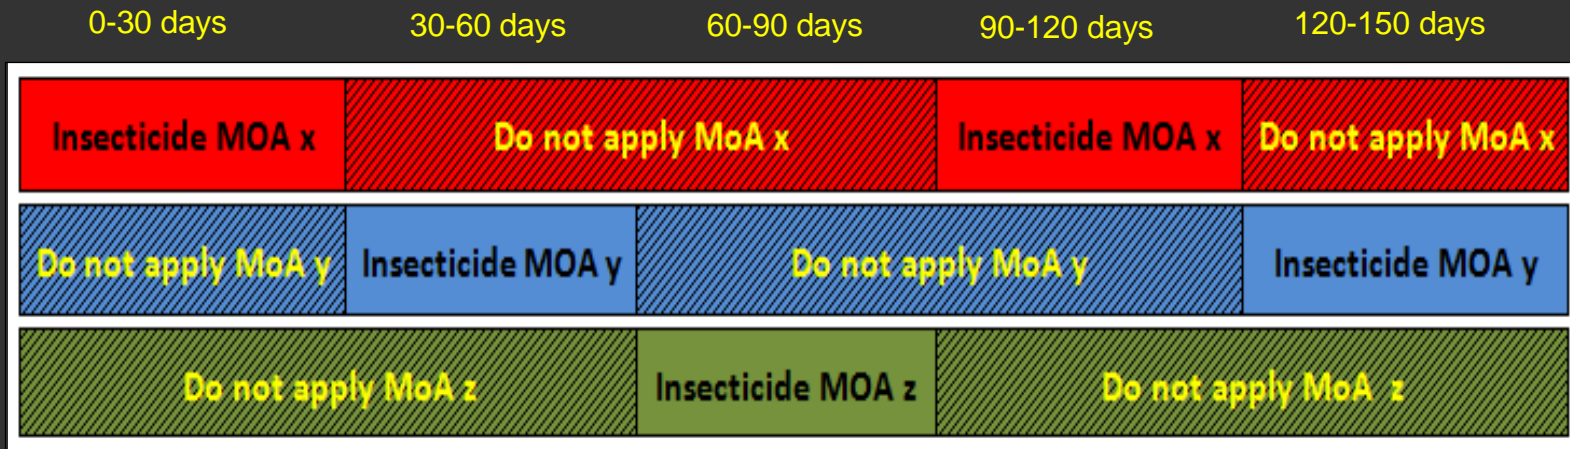 0-30 days 30-60 days 60-90 days 90-120 days 120-150 days
Insecticide MOA x Do not apply MoA x Insecticide MOA x Do not apply MoA x
Do not apply MoA y Insecticide MOA y Do not apply MoA y Insecticide MOA y
Do not apply MoA z Insecticide MOA z Do not apply MoA z